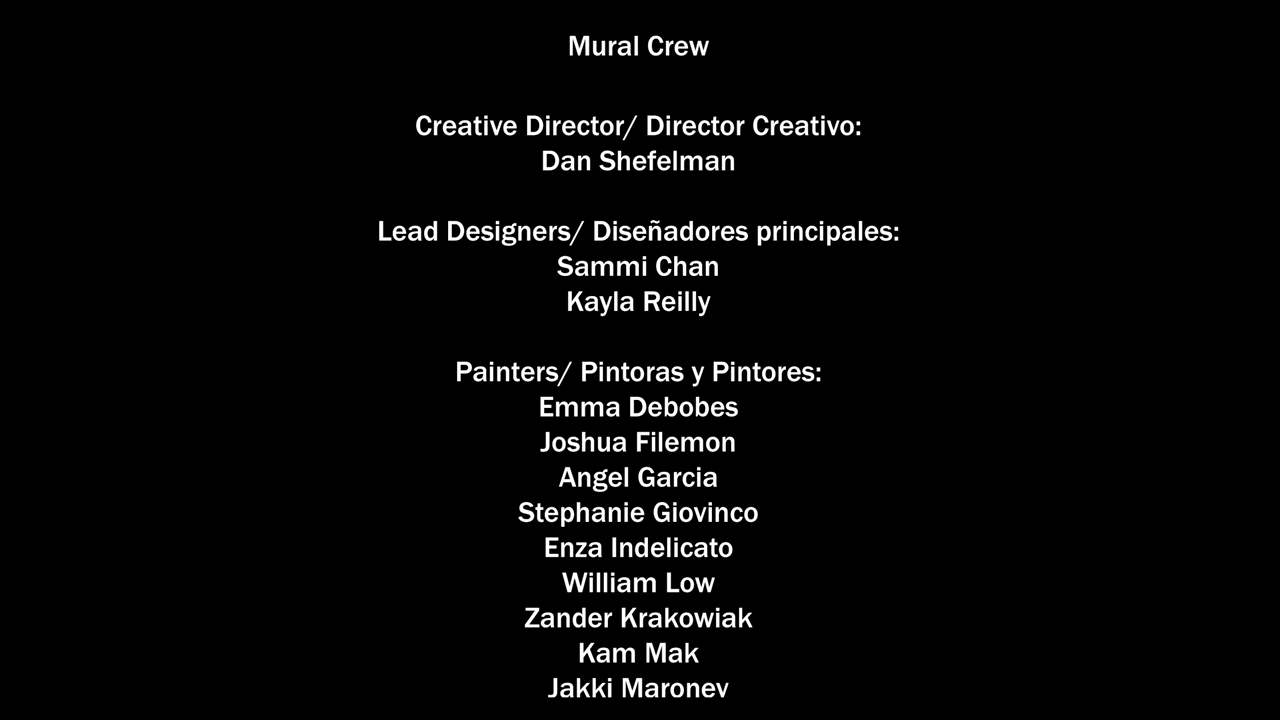 Mural Crew
Creative Director/ Director Creativo:
Dan Shefelman
Lead Designers/ Diseñadores principales:
Sammi Chan
Kayla Reilly
Painters/ Pintoras y Pintores:
Emma Debobes
Joshua Filemon
Angel Garcia
Stephanie Giovinco
Enza Indelicato
William Low
Zander Krakowiak
Kam Mak
Jakki